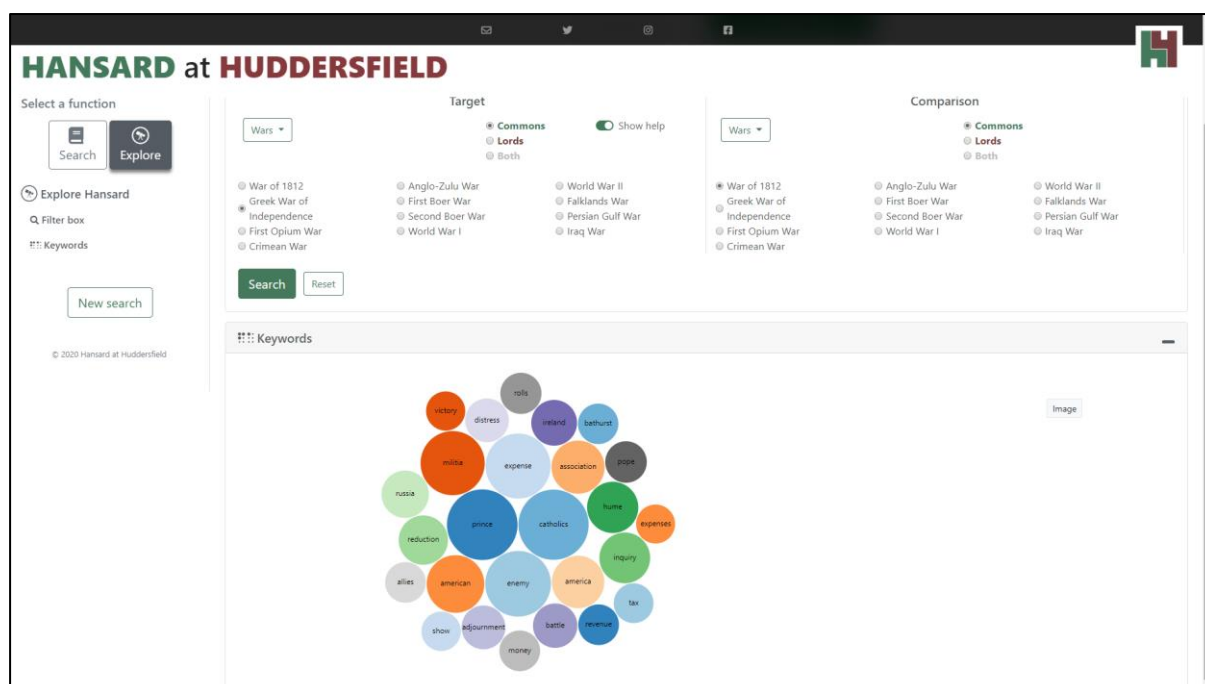 HANSARD at HUDDERSFIELD
Select a function
Search
Explore
Explore Hansard
Filter box
Keywords
New search
© 2020 Hansard at Huddersfield
Target
Wars
Commons
Lords
Both
Show help
War of 1812
Greek War of
Independence
First Opium War
Crimean War
Anglo-Zulu War
First Boer War
Second Boer War
World War I
World War II
Falklands War
Persian Gulf War
Iraq War
Comparison
Wars
Commons
Lords
Both
War of 1812
Greek War of
Independence
First Opium War
Crimean War
Anglo-Zulu War
First Boer War
Second Boer War
World War I
World War II
Falklands War
Persian Gulf War
Iraq War
Search
Reset
Keywords
Image
rolls
victory
distress
ireland
bathurst
militia
expense
association
pope
russia
prince
catholics
hume
expenses
reduction
inquiry
allies
american
enemy
america
tax
show
adjournment
battle
revenue
money